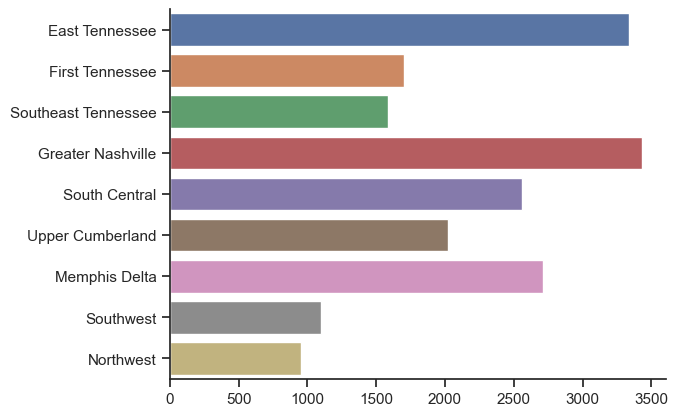 East Tennessee
First Tennessee
Southeast Tennessee
Greater Nashville
South Central
Upper Cumberland
Memphis Delta
Southwest
Northwest
0 500 1000 1500 2000 2500 3000 3500